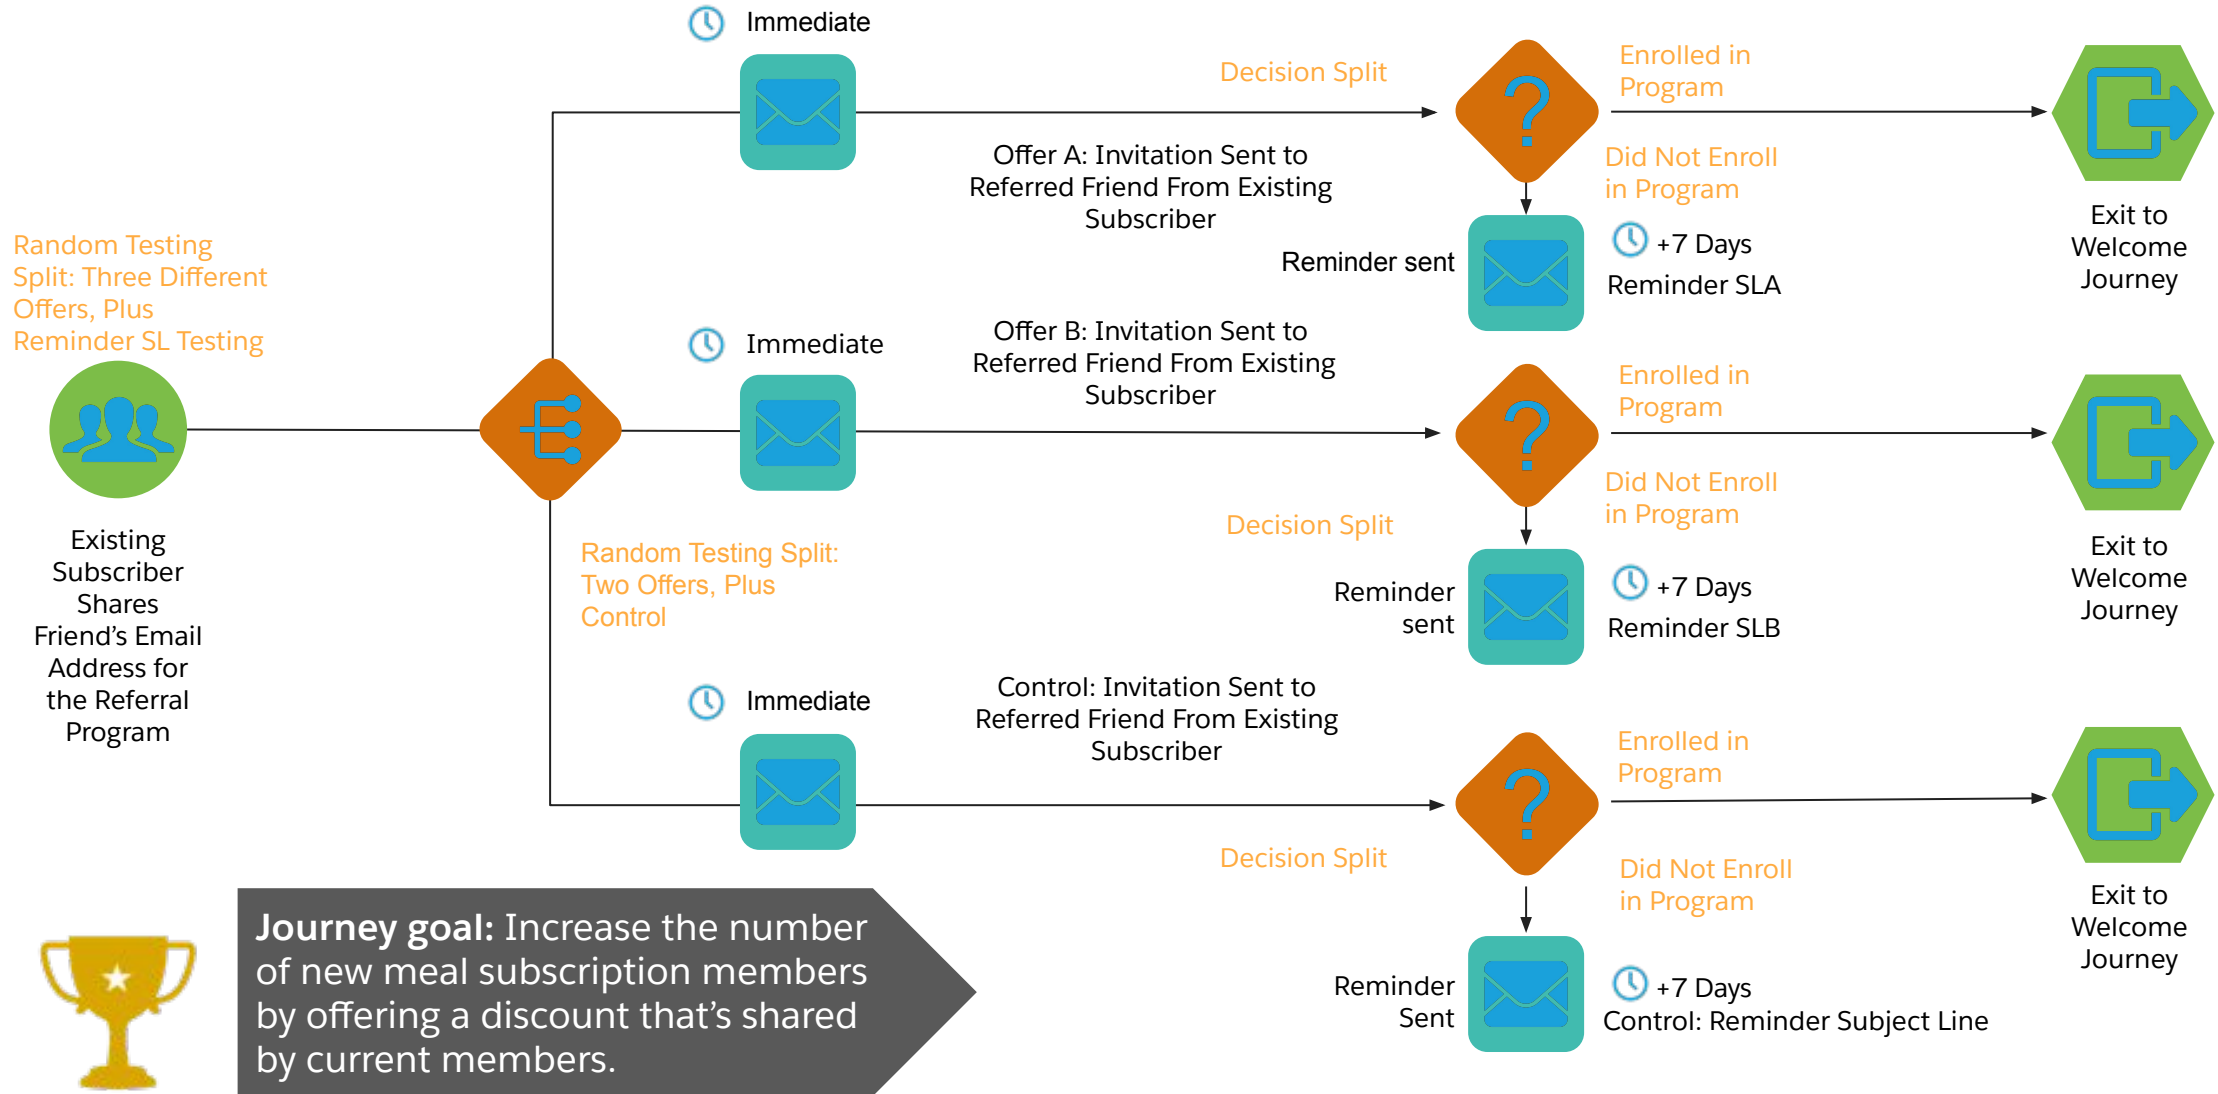 Immediate
Decision Split
Enrolled in
Program
Offer A: Invitation Sent to
Referred Friend From Existing
Subscriber
Did Not Enroll
in Program
Exit to
Welcome
Journey
Random Testing
Split: Three Different
Offers, Plus
Reminder SL Testing
Reminder sent
+7 Days
Reminder SLA
Immediate
Offer B: Invitation Sent to
Referred Friend From Existing
Subscriber
Enrolled in
Program
Did Not Enroll
in Program
Decision Split
Exit to
Welcome
Journey
Existing
Subscriber
Shares
Friend’s Email
Address for
the Referral
Program
Random Testing Split:
Two Offers, Plus
Control
Reminder
sent
+7 Days
Reminder SLB
Immediate
Control: Invitation Sent to
Referred Friend From Existing
Subscriber
Enrolled in
Program
Decision Split
Did Not Enroll
in Program
Exit to
Welcome
Journey
Reminder
Sent
+7 Days
Control: Reminder Subject Line
Journey goal: Increase the number
of new meal subscription members
by offering a discount that’s shared
by current members.